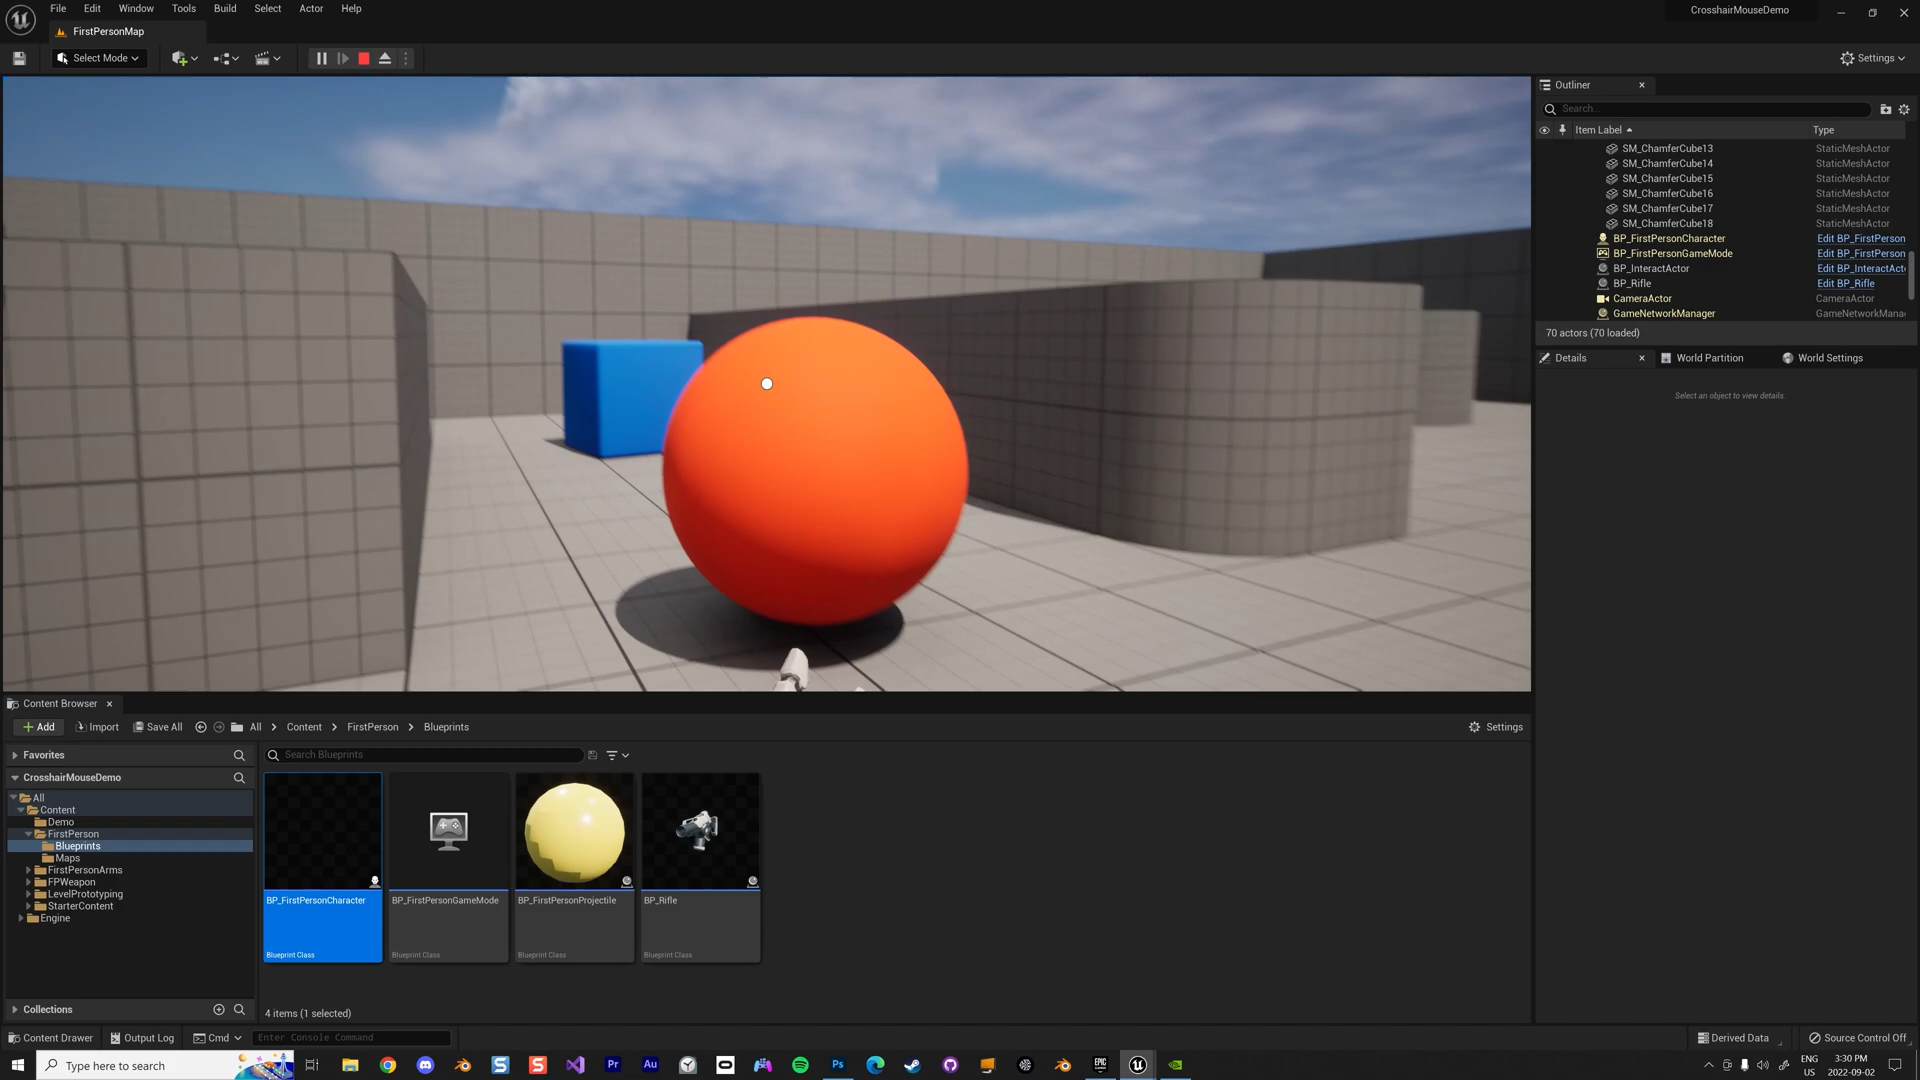 File Edit Window Tools Build Select Actor Help
CrosshairMouseDemo
FirstPersonMap
Select Mode
Settings
Outliner
Search...
Item Label Type
SM_ChamferCube13 StaticMeshActor
SM_ChamferCube14 StaticMeshActor
SM_ChamferCube15 StaticMeshActor
SM_ChamferCube16 StaticMeshActor
SM_ChamferCube17 StaticMeshActor
SM_ChamferCube18 StaticMeshActor
BP_FirstPersonCharacter Edit BP_FirstPerson
BP_FirstPersonGameMode Edit BP_FirstPerson
BP_InteractActor Edit BP_InteractAct
BP_Rifle Edit BP_Rifle
CameraActor CameraActor
GameNetworkManager GameNetworkMana
70 actors (70 loaded)
Details World Partition World Settings
Select an object to view details.
Content Browser
Add Import Save All All > Content > FirstPerson > Blueprints Settings
Favorites
Search Blueprints
CrosshairMouseDemo
All
Content
Demo
FirstPerson
Blueprints
Maps
FirstPersonArms
FPWeapon
LevelPrototyping
StarterContent
Engine
BP_FirstPersonCharacter
Blueprint Class
BP_FirstPersonGameMode
Blueprint Class
BP_FirstPersonProjectile
Blueprint Class
BP_Rifle
Blueprint Class
Collections
4 items (1 selected)
Content Drawer Output Log Cmd Enter Console Command Derived Data Source Control Off
Type here to search
Pr Au Ps
EPIC GAMES
ENG US
3:30 PM
2022-09-02